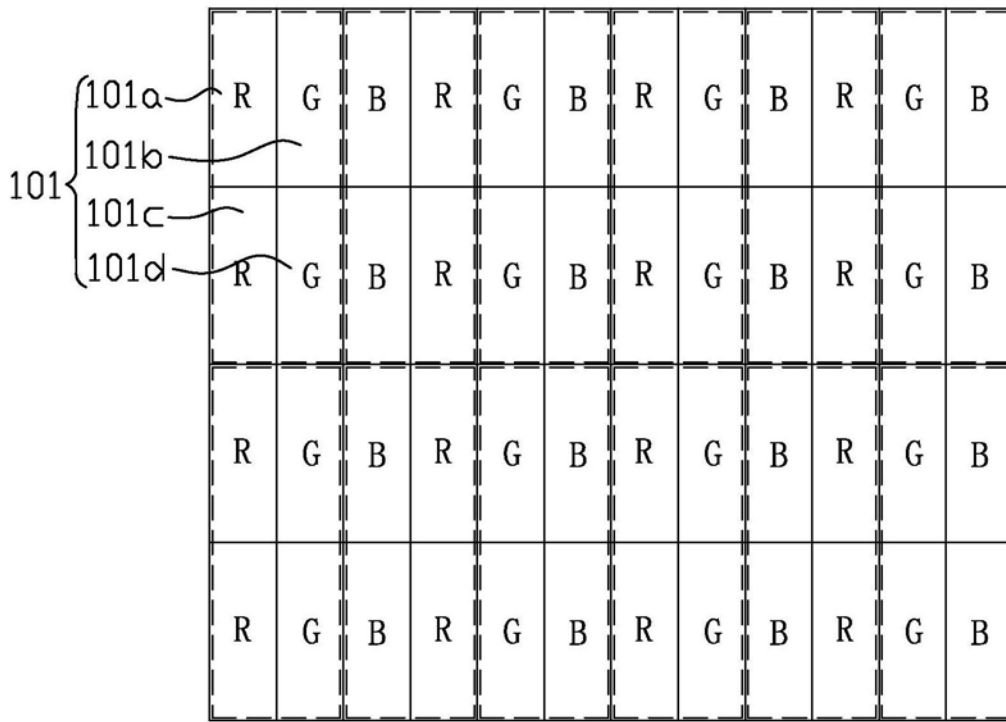 101a R G B R G B R G B R G B
101b
101
101c
101d R G B R G B R G B R G B
R G B R G B R G B R G B
R G B R G B R G B R G B